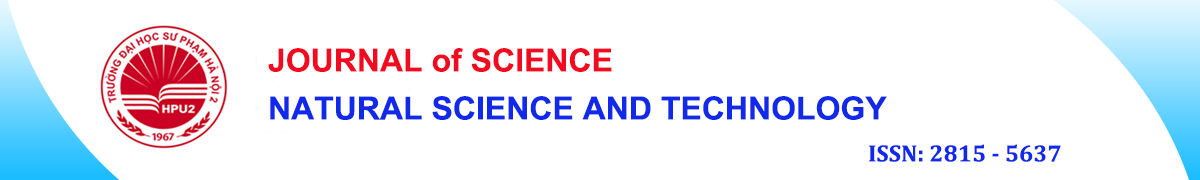 TRƯỜNG ĐẠI HỌC SƯ PHẠM HÀ NỘI 2
HPU2
1967
JOURNAL of SCIENCE
NATURAL SCIENCE AND TECHNOLOGY
ISSN: 2815 - 5637